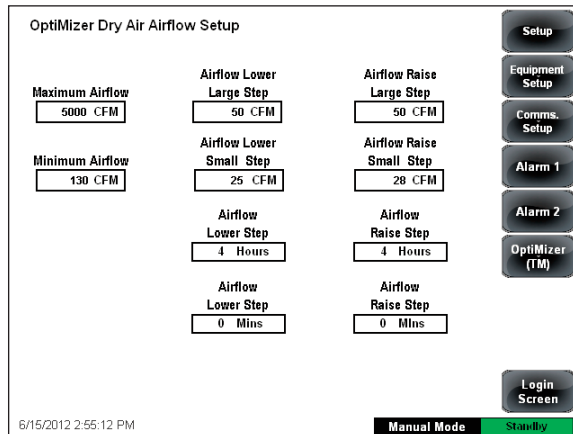 OptiMizer Dry Air Airflow Setup
Maximum Airflow
5000 CFM
Minimum Airflow
130 CFM
Airflow Lower
Large Step
50 CFM
Airflow Lower
Small Step
25 CFM
Airflow
Lower Step
4 Hours
Airflow
Lower Step
0 Mins
Airflow Raise
Large Step
50 CFM
Airflow Raise
Small Step
28 CFM
Airflow
Raise Step
4 Hours
Airflow
Raise Step
0 MIns
Setup
Equipment
Setup
Comms.
Setup
Alarm 1
Alarm 2
OptiMizer
(TM)
Login
Screen
6/15/2012 2:55:12 PM
Manual Mode
Standby